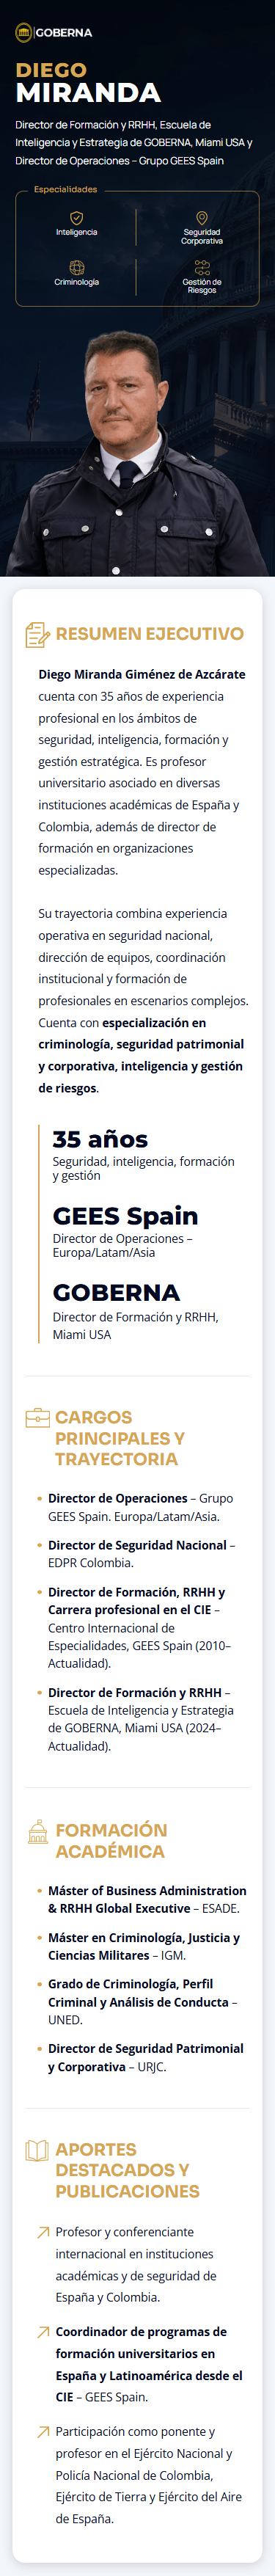 GOBERNA
DIEGO
MIRANDA
Director de Formación y RRHH, Escuela de
Inteligencia y Estrategia de GOBERNA, Miami USA y
Director de Operaciones – Grupo GEES Spain
Especialidades
Inteligencia
Seguridad
Corporativa
Criminología
Gestión de
Riesgos
RESUMEN EJECUTIVO
Diego Miranda Giménez de Azcárate
cuenta con 35 años de experiencia
profesional en los ámbitos de
seguridad, inteligencia, formación y
gestión estratégica. Es profesor
universitario asociado en diversas
instituciones académicas de España y
Colombia, además de director de
formación en organizaciones
especializadas.
Su trayectoria combina experiencia
operativa en seguridad nacional,
dirección de equipos, coordinación
institucional y formación de
profesionales en escenarios complejos.
Cuenta con especialización en
criminología, seguridad patrimonial
y corporativa, inteligencia y gestión
de riesgos.
35 años
Seguridad, inteligencia, formación
y gestión
GEES Spain
Director de Operaciones –
Europa/Latam/Asia
GOBERNA
Director de Formación y RRHH,
Miami USA
CARGOS
PRINCIPALES Y
TRAYECTORIA
Director de Operaciones – Grupo
GEES Spain. Europa/Latam/Asia.
Director de Seguridad Nacional –
EDPR Colombia.
Director de Formación, RRHH y
Carrera profesional en el CIE –
Centro Internacional de
Especialidades, GEES Spain (2010–
Actualidad).
Director de Formación y RRHH –
Escuela de Inteligencia y Estrategia
de GOBERNA, Miami USA (2024–
Actualidad).
FORMACIÓN
ACADÉMICA
Máster of Business Administration
& RRHH Global Executive – ESADE.
Máster en Criminología, Justicia y
Ciencias Militares – IGM.
Grado de Criminología, Perfil
Criminal y Análisis de Conducta –
UNED.
Director de Seguridad Patrimonial
y Corporativa – URJC.
APORTES
DESTACADOS Y
PUBLICACIONES
Profesor y conferenciante
internacional en instituciones
académicas y de seguridad de
España y Colombia.
Coordinador de programas de
formación universitarios en
España y Latinoamérica desde el
CIE – GEES Spain.
Participación como ponente y
profesor en el Ejército Nacional y
Policía Nacional de Colombia,
Ejército de Tierra y Ejército del Aire
de España.